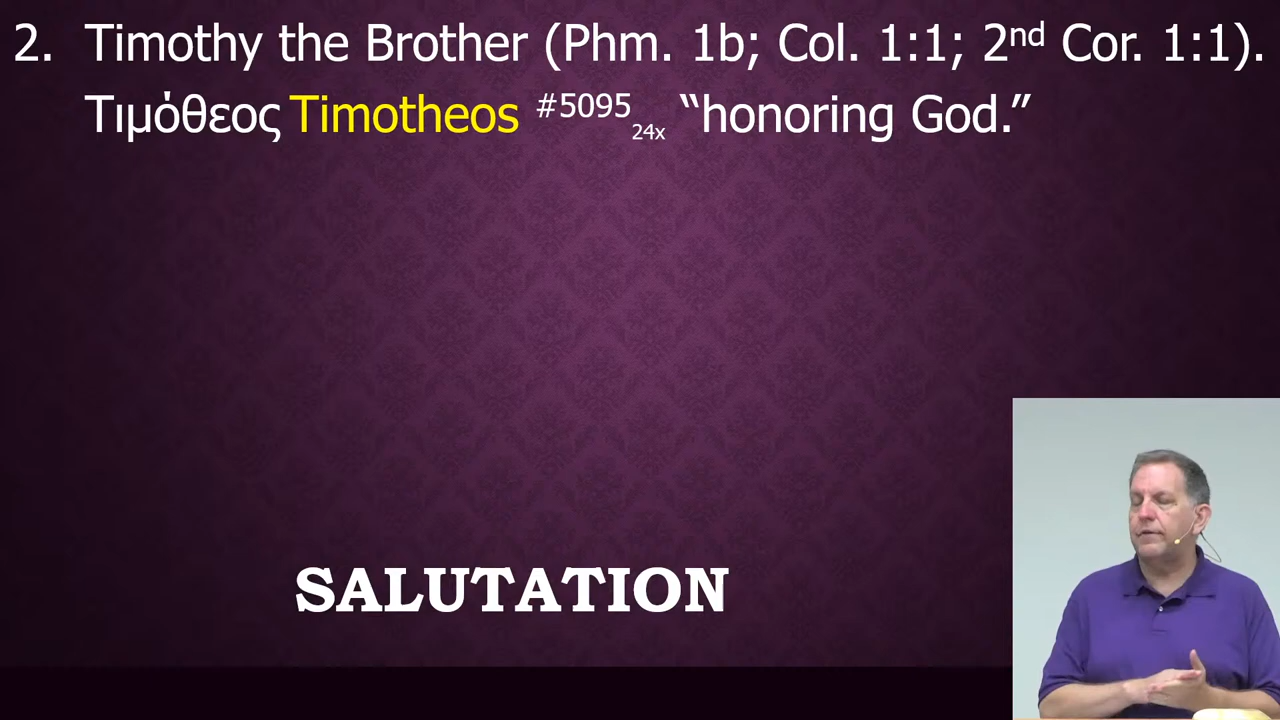 2. Timothy the Brother (Phm. 1b; Col. 1:1; 2nd Cor. 1:1).
Τιμόθεος Timotheos #5095 24x “honoring God.”
SALUTATION